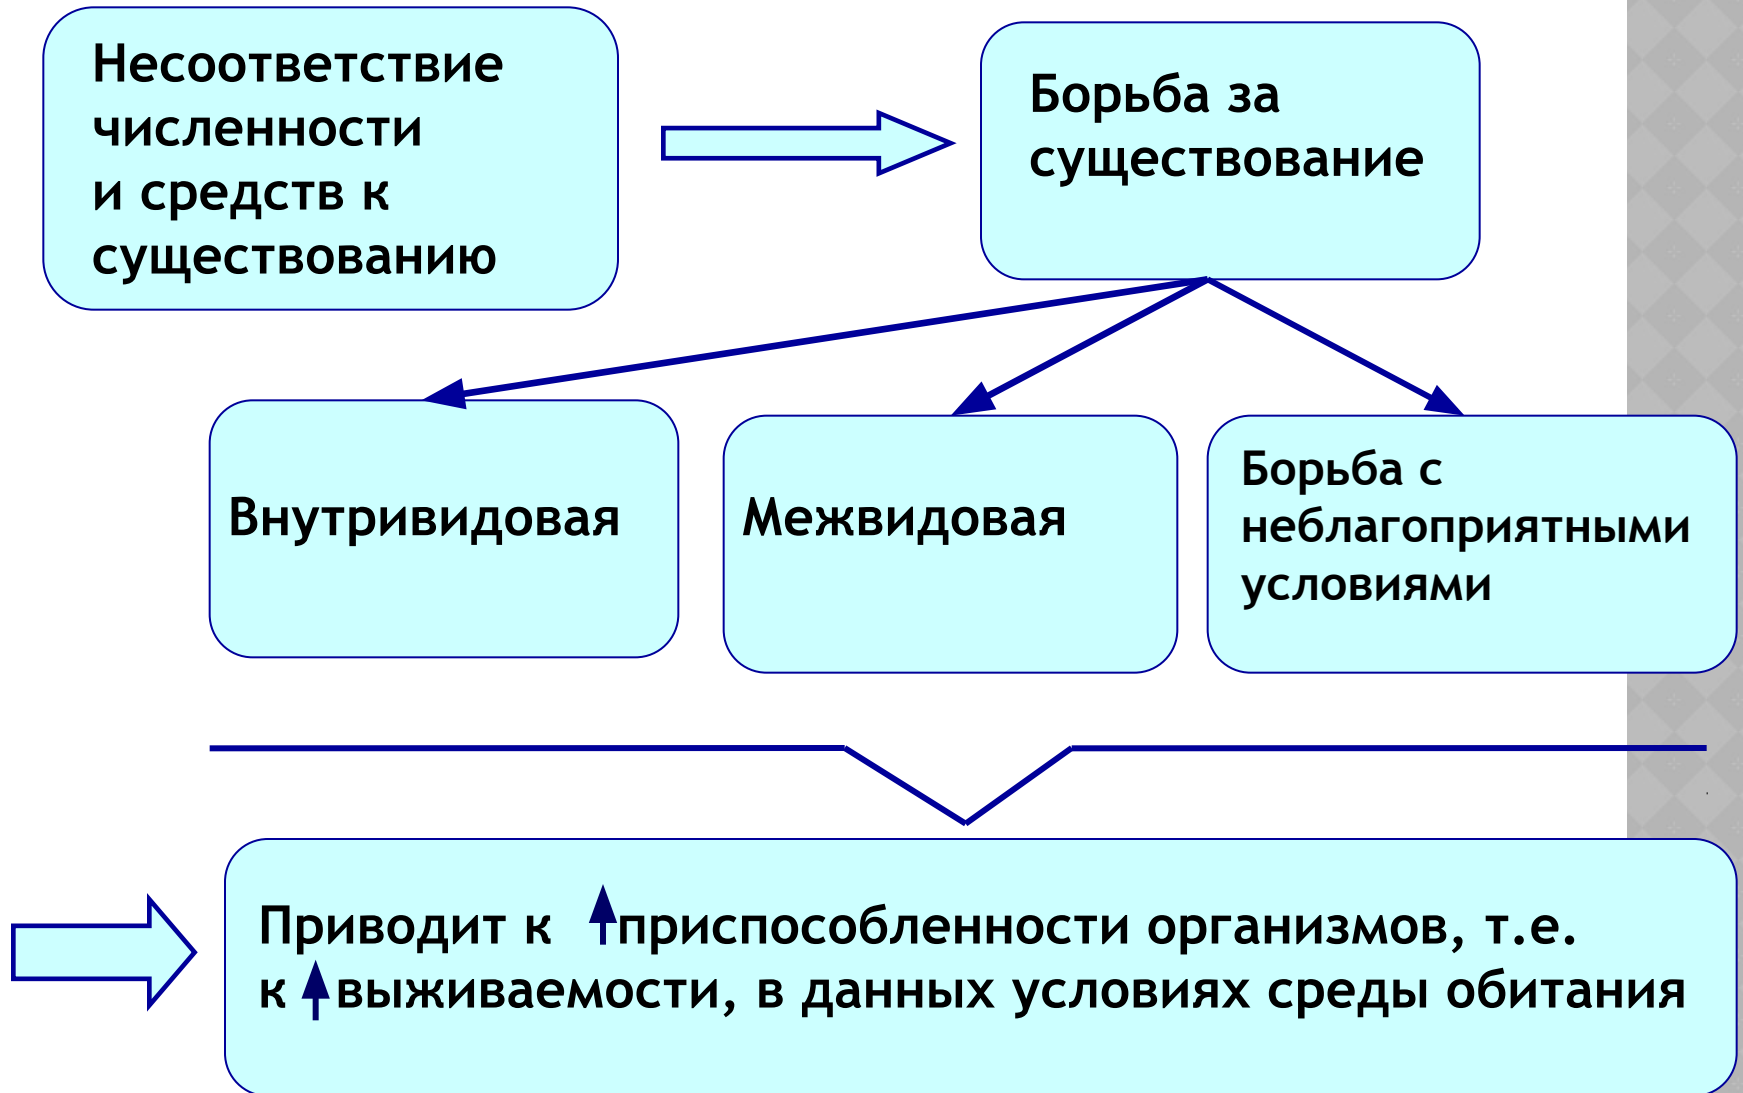 Несоответствие
численности
и средств к
существованию
Борьба за
существование
Внутривидовая
Межвидовая
Борьба с
неблагоприятными
условиями
Приводит к приспособленности организмов, т.е.
к выживаемости, в данных условиях среды обитания